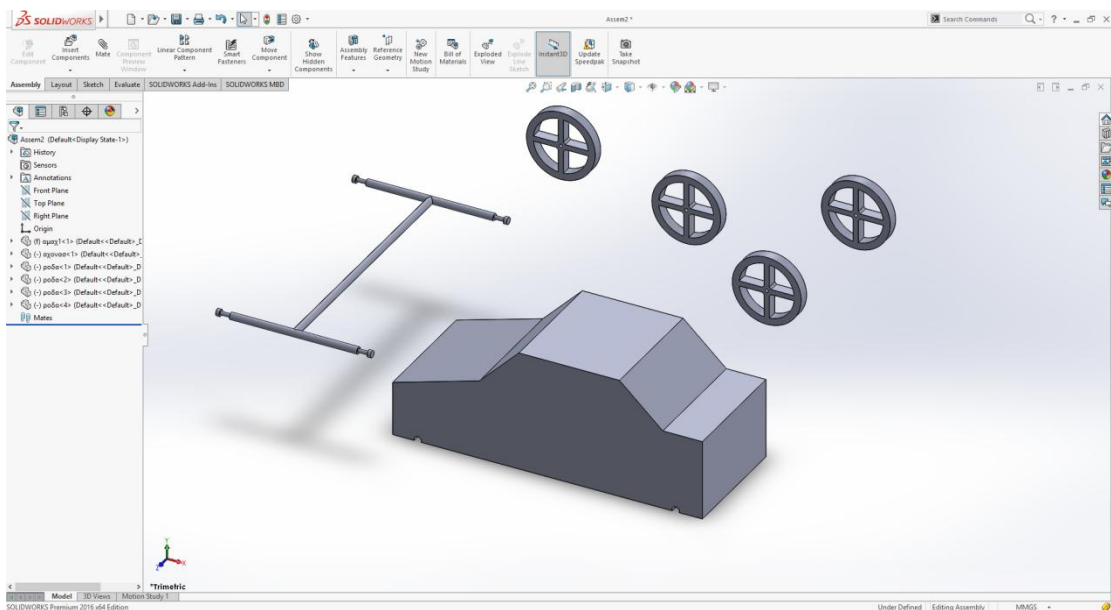 SOLIDWORKS
Assem2 *
Search Commands
Edit Component
Insert Components
Mate
Component Preview Window
Linear Component Pattern
Smart Fasteners
Move Component
Show Hidden Components
Assembly Features
Reference Geometry
New Motion Study
Bill of Materials
Exploded View
Explode Line Sketch
Instant3D
Update Speedpak
Take Snapshot
Assembly Layout Sketch Evaluate SOLIDWORKS Add-Ins SOLIDWORKS MBD
Assem2 (Default<Display State-1>)
History
Sensors
Annotations
Front Plane
Top Plane
Right Plane
Origin
(f) αμαχ1<1> (Default<<Default>_D
(-) αχονασ<1> (Default<<Default>_
(-) ροδα<1> (Default<<Default>_D
(-) ροδα<2> (Default<<Default>_D
(-) ροδα<3> (Default<<Default>_D
(-) ροδα<4> (Default<<Default>_D
Mates
Y
X
Z
*Trimetric
Model 3D Views Motion Study 1
SOLIDWORKS Premium 2016 x64 Edition
Under Defined Editing Assembly MMGS